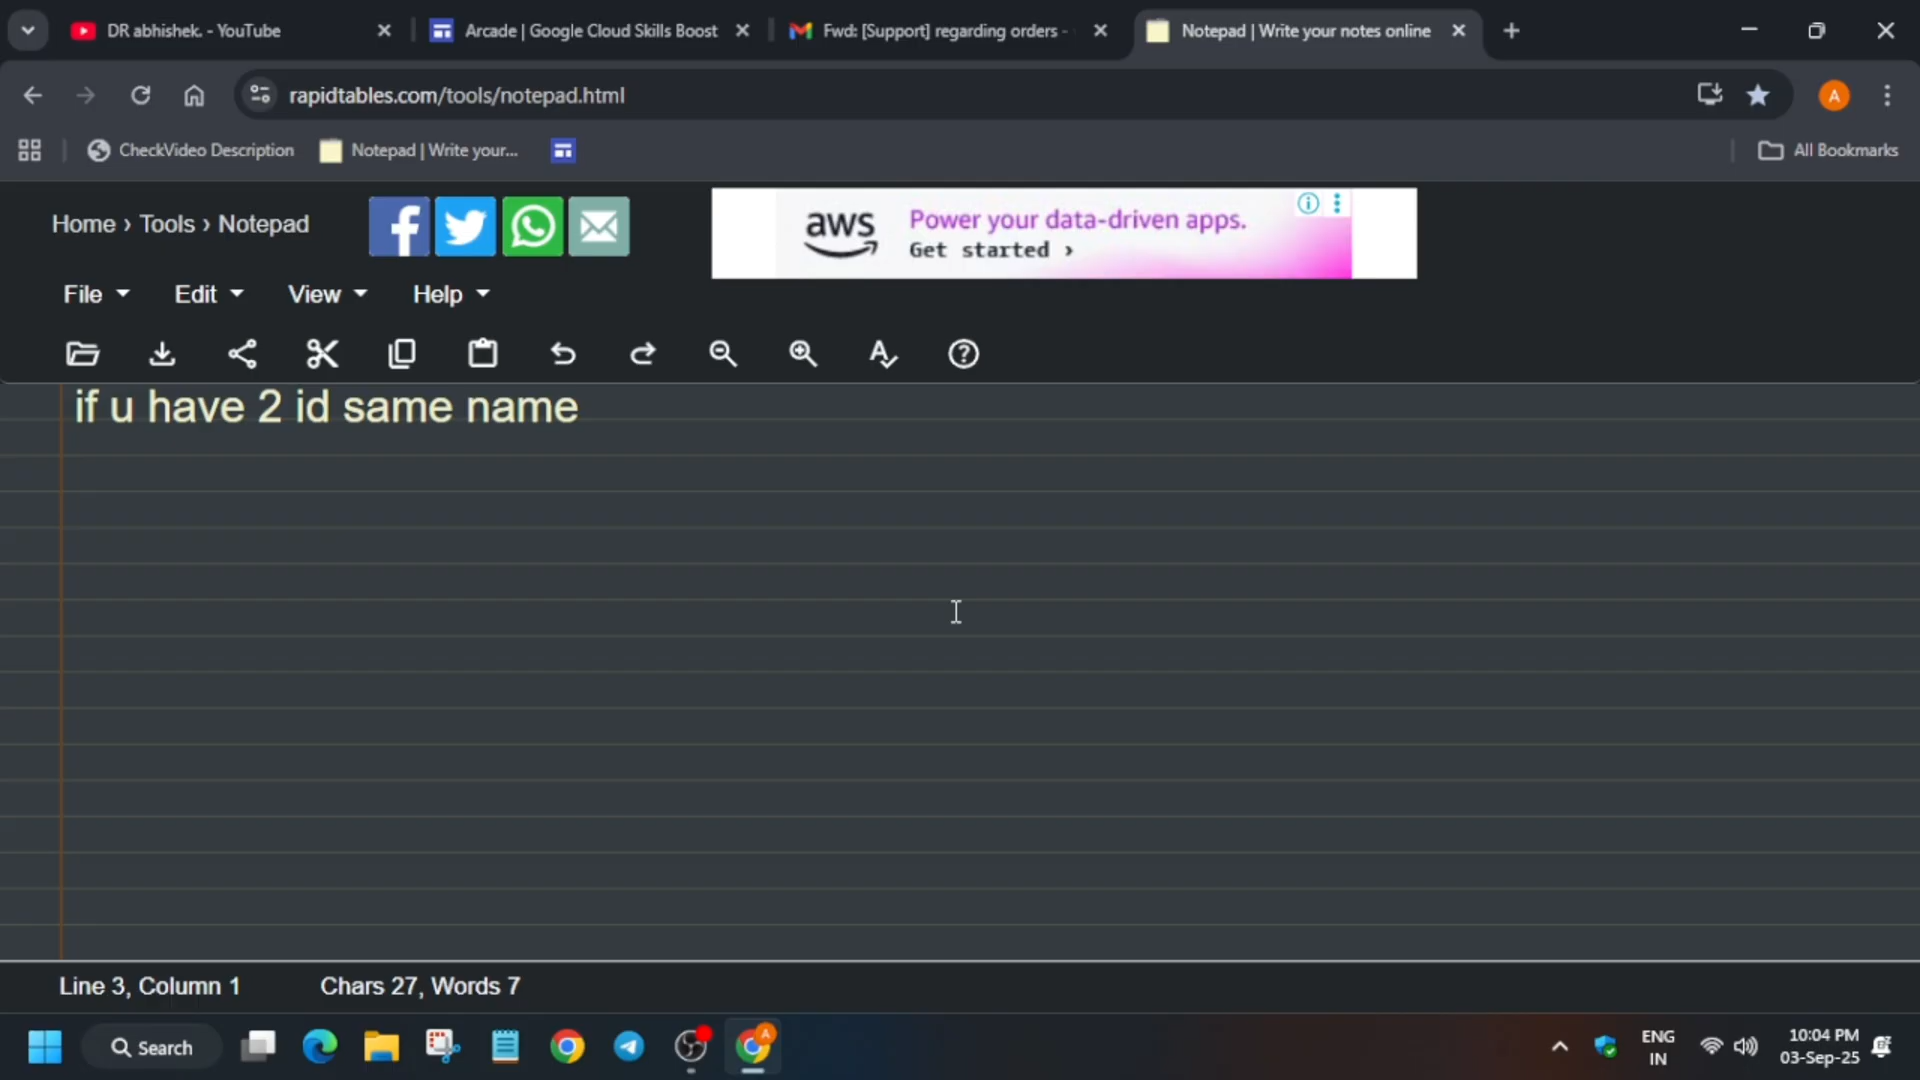 DR abhishek. - YouTube
Arcade | Google Cloud Skills Boost
Fwd: [Support] regarding orders -
Notepad | Write your notes online
rapidtables.com/tools/notepad.html
A
CheckVideo Description
Notepad | Write your...
All Bookmarks
Home › Tools › Notepad
aws
Power your data-driven apps.
Get started ›
File
Edit
View
Help
if u have 2 id same name
Line 3, Column 1
Chars 27, Words 7
Search
A
ENG
IN
10:04 PM
03-Sep-25